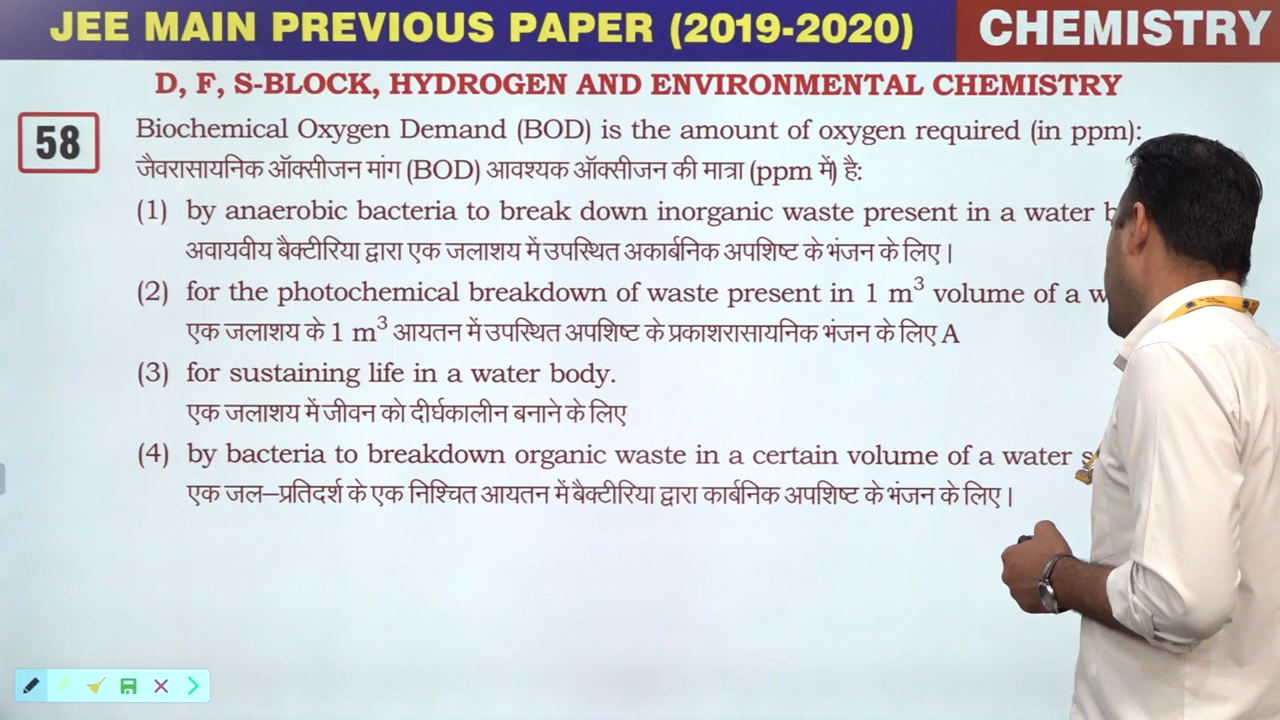 JEE MAIN PREVIOUS PAPER (2019-2020) CHEMISTRY
D, F, S-BLOCK, HYDROGEN AND ENVIRONMENTAL CHEMISTRY
58 Biochemical Oxygen Demand (BOD) is the amount of oxygen required (in ppm):
जैवरासायनिक ऑक्सीजन मांग (BOD) आवश्यक ऑक्सीजन की मात्रा (ppm में) है:
(1) by anaerobic bacteria to break down inorganic waste present in a water
अवायवीय बैक्टीरिया द्वारा एक जलाशय में उपस्थित अकार्बनिक अपशिष्ट के भंजन के लिए।
(2) for the photochemical breakdown of waste present in 1 m³ volume of a
एक जलाशय के 1 m³ आयतन में उपस्थित अपशिष्ट के प्रकाशरासायनिक भंजन के लिए A
(3) for sustaining life in a water body.
एक जलाशय में जीवन को दीर्घकालीन बनाने के लिए
(4) by bacteria to breakdown organic waste in a certain volume of a water
एक जल–प्रतिदर्श के एक निश्चित आयतन में बैक्टीरिया द्वारा कार्बनिक अपशिष्ट के भंजन के लिए।